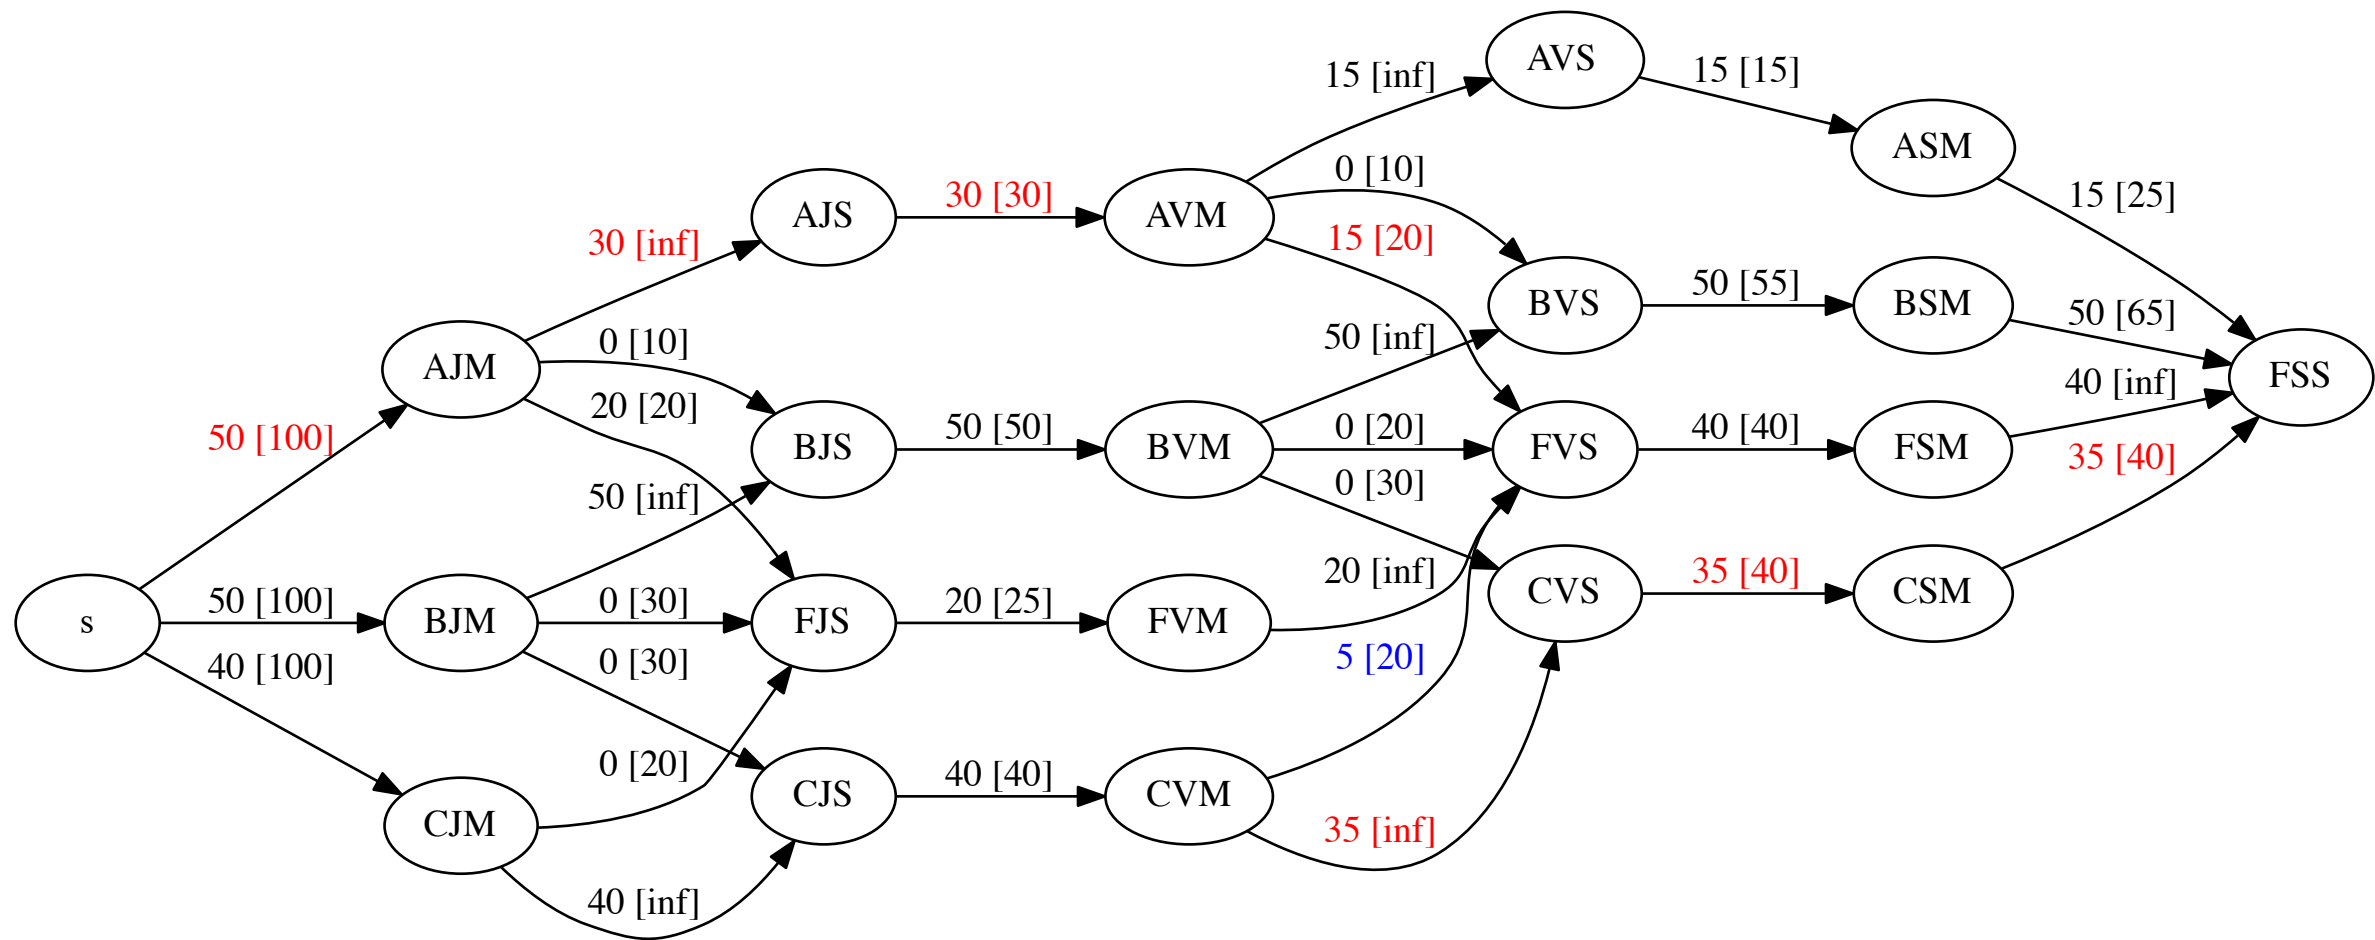 AVS
15 [inf]
15 [15]
ASM
0 [10]
15 [25]
AJS
30 [30]
AVM
30 [inf]
15 [20]
BVS
50 [55]
BSM
50 [65]
50 [inf]
FSS
AJM
0 [10]
40 [inf]
20 [20]
50 [100]
BJS
50 [50]
BVM
0 [20]
FVS
40 [40]
FSM
35 [40]
50 [inf]
0 [30]
20 [inf]
CVS
35 [40]
CSM
s
50 [100]
BJM
0 [30]
FJS
20 [25]
FVM
40 [100]
0 [30]
5 [20]
0 [20]
CJM
CJS
40 [40]
CVM
35 [inf]
40 [inf]